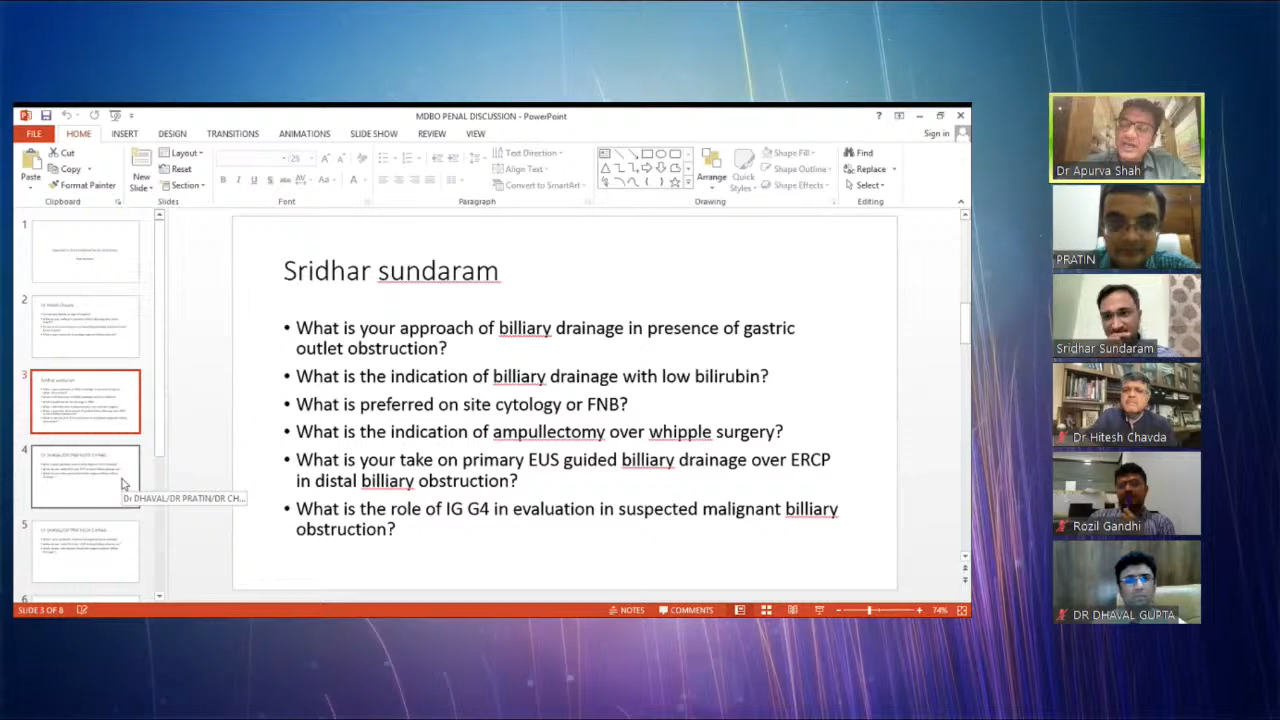 MDBO PENAL DISCUSSION - PowerPoint
Sign in
FILE HOME INSERT DESIGN TRANSITIONS ANIMATIONS SLIDE SHOW REVIEW VIEW
Paste
Cut
Copy
Format Painter
Clipboard
New
Slide
Layout
Reset
Section
Slides
28
Font
Text Direction
Align Text
Convert to SmartArt
Paragraph
Arrange
Quick
Styles
Shape Fill
Shape Outline
Shape Effects
Drawing
Find
Replace
Select
Editing
1
2
3
4
5
6
Dr DHAVAL/DR PRATIN/DR CH...
Sridhar sundaram
• What is your approach of billiary drainage in presence of gastric
outlet obstruction?
• What is the indication of billiary drainage with low bilirubin?
• What is preferred on site cytology or FNB?
• What is the indication of ampullectomy over whipple surgery?
• What is your take on primary EUS guided billiary drainage over ERCP
in distal billiary obstruction?
• What is the role of IG G4 in evaluation in suspected malignant billiary
obstruction?
SLIDE 3 OF 8
NOTES
COMMENTS
74%
Dr Apurva Shah
PRATIN
Sridhar Sundaram
Dr Hitesh Chavda
Rozil Gandhi
DR DHAVAL GUPTA